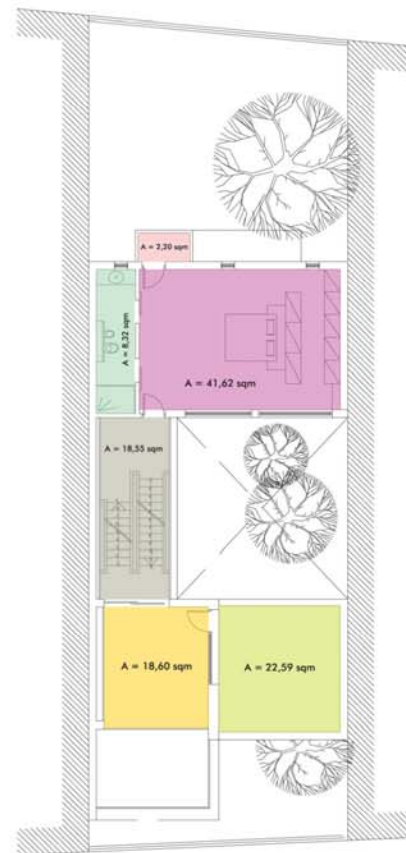 A = 2,20 sqm
A = 8,32 sqm
A = 41,62 sqm
A = 18,55 sqm
A = 18,60 sqm
A = 22,59 sqm